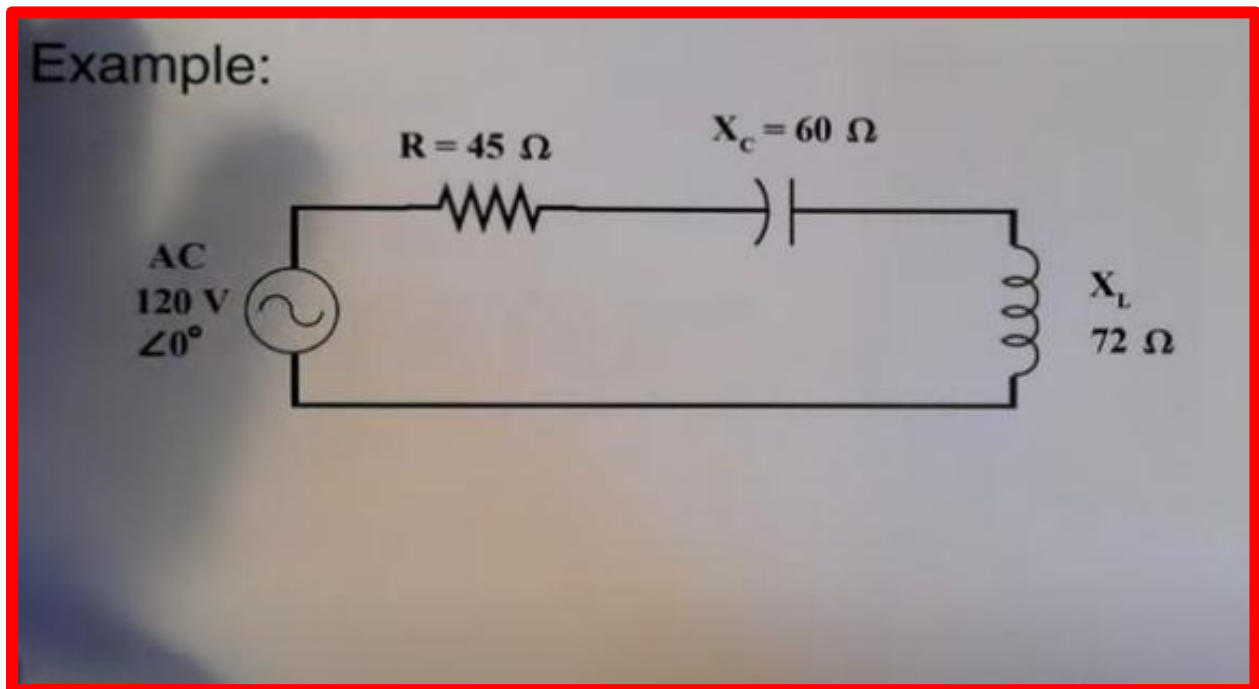 Example:
R = 45 Ω
X_C = 60 Ω
AC
120 V
∠0°
X_L
72 Ω